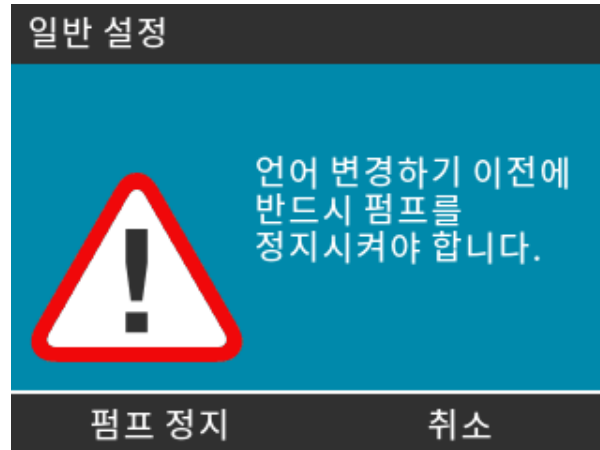 일반 설정
언어 변경하기 이전에
반드시 펌프를
정지시켜야 합니다.
!
펌프 정지 취소